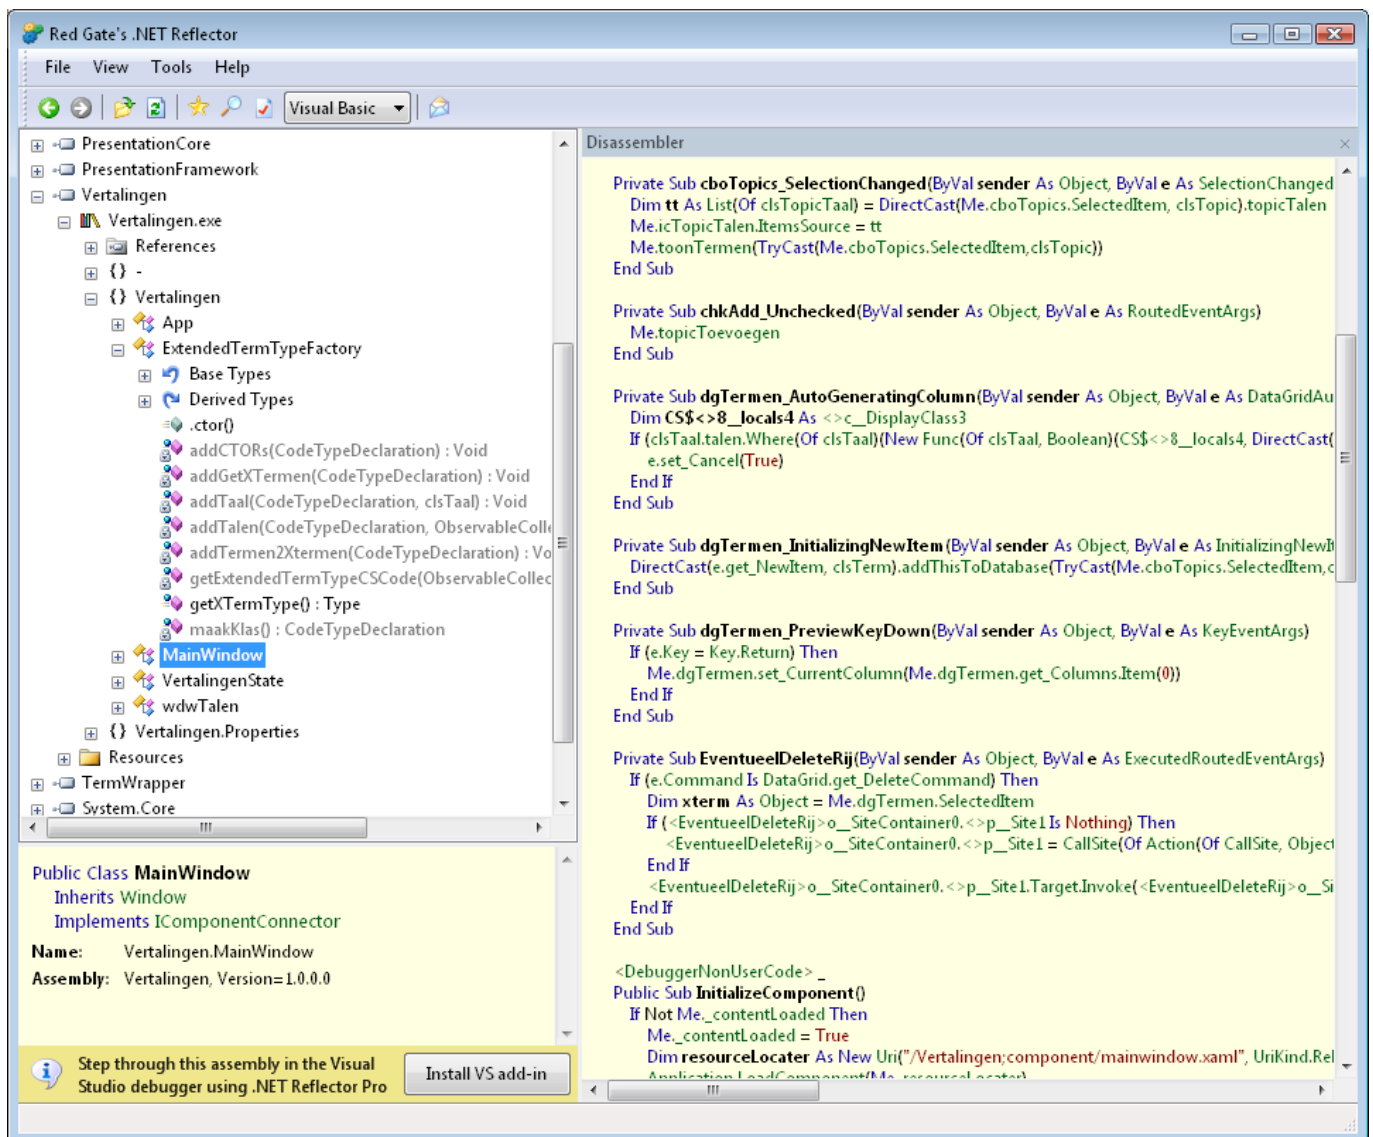 Red Gate's .NET Reflector
File View Tools Help
Visual Basic
PresentationCore
PresentationFramework
Vertalingen
Vertalingen.exe
References
{} -
{} Vertalingen
App
ExtendedTermTypeFactory
Base Types
Derived Types
.ctor()
addCTORs(CodeTypeDeclaration) : Void
addGetXTermen(CodeTypeDeclaration) : Void
addTaal(CodeTypeDeclaration, clsTaal) : Void
addTalen(CodeTypeDeclaration, ObservableColle
addTermen2Xtermen(CodeTypeDeclaration) : Vo
getExtendedTermTypeCSCode(ObservableCollec
getXTermType() : Type
maakKlas() : CodeTypeDeclaration
MainWindow
VertalingenState
wdwTalen
{} Vertalingen.Properties
Resources
TermWrapper
System.Core
Public Class MainWindow
Inherits Window
Implements IComponentConnector
Name: Vertalingen.MainWindow
Assembly: Vertalingen, Version=1.0.0.0
Step through this assembly in the Visual
Studio debugger using .NET Reflector Pro
Install VS add-in
Disassembler
Private Sub cboTopics_SelectionChanged(ByVal sender As Object, ByVal e As SelectionChanged
Dim tt As List(Of clsTopicTaal) = DirectCast(Me.cboTopics.SelectedItem, clsTopic).topicTalen
Me.icTopicTalen.ItemsSource = tt
Me.toonTermen(TryCast(Me.cboTopics.SelectedItem,clsTopic))
End Sub
Private Sub chkAdd_Unchecked(ByVal sender As Object, ByVal e As RoutedEventArgs)
Me.topicToevoegen
End Sub
Private Sub dgTermen_AutoGeneratingColumn(ByVal sender As Object, ByVal e As DataGridAu
Dim CS$<>8__locals4 As <>c__DisplayClass3
If (clsTaal.talen.Where(Of clsTaal)(New Func(Of clsTaal, Boolean)(CS$<>8__locals4, DirectCast(
e.set_Cancel(True)
End If
End Sub
Private Sub dgTermen_InitializingNewItem(ByVal sender As Object, ByVal e As InitializingNewIt
DirectCast(e.get_NewItem, clsTerm).addThisToDatabase(TryCast(Me.cboTopics.SelectedItem,c
End Sub
Private Sub dgTermen_PreviewKeyDown(ByVal sender As Object, ByVal e As KeyEventArgs)
If (e.Key = Key.Return) Then
Me.dgTermen.set_CurrentColumn(Me.dgTermen.get_Columns.Item(0))
End If
End Sub
Private Sub EventueelDeleteRij(ByVal sender As Object, ByVal e As ExecutedRoutedEventArgs)
If (e.Command Is DataGrid.get_DeleteCommand) Then
Dim xterm As Object = Me.dgTermen.SelectedItem
If (<EventueelDeleteRij>o__SiteContainer0.<>p__Site1 Is Nothing) Then
<EventueelDeleteRij>o__SiteContainer0.<>p__Site1 = CallSite(Of Action(Of CallSite, Object
End If
<EventueelDeleteRij>o__SiteContainer0.<>p__Site1.Target.Invoke(<EventueelDeleteRij>o__Si
End If
End Sub
<DebuggerNonUserCode> _
Public Sub InitializeComponent()
If Not Me._contentLoaded Then
Me._contentLoaded = True
Dim resourceLocater As New Uri("/Vertalingen;component/mainwindow.xaml", UriKind.Rel
Application.LoadComponent(Me, resourceLocater)